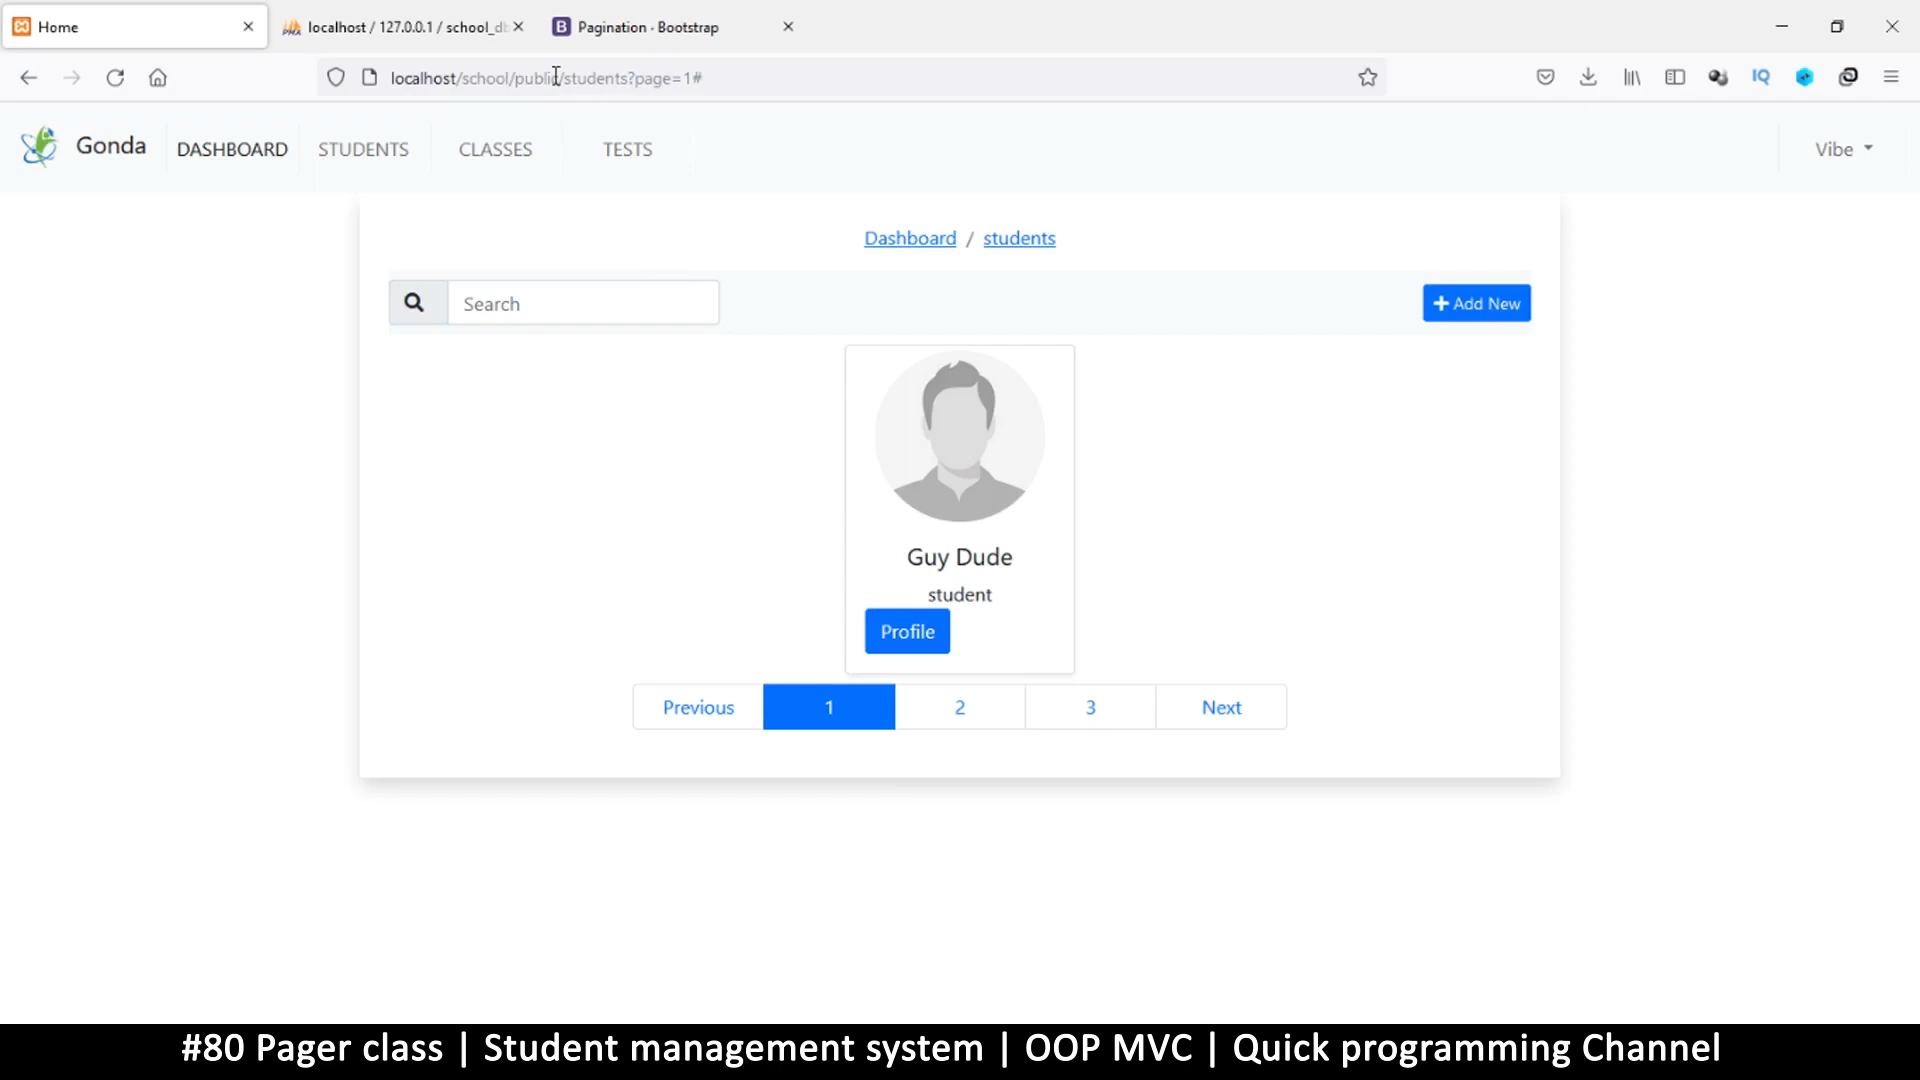 Home
localhost / 127.0.0.1 / school_db
Pagination · Bootstrap
localhost/school/public/students?page=1#
IQ
Gonda
DASHBOARD
STUDENTS
CLASSES
TESTS
Vibe
Dashboard / students
Search
Add New
Guy Dude
student
Profile
Previous
1
2
3
Next
#80 Pager class | Student management system | OOP MVC | Quick programming Channel